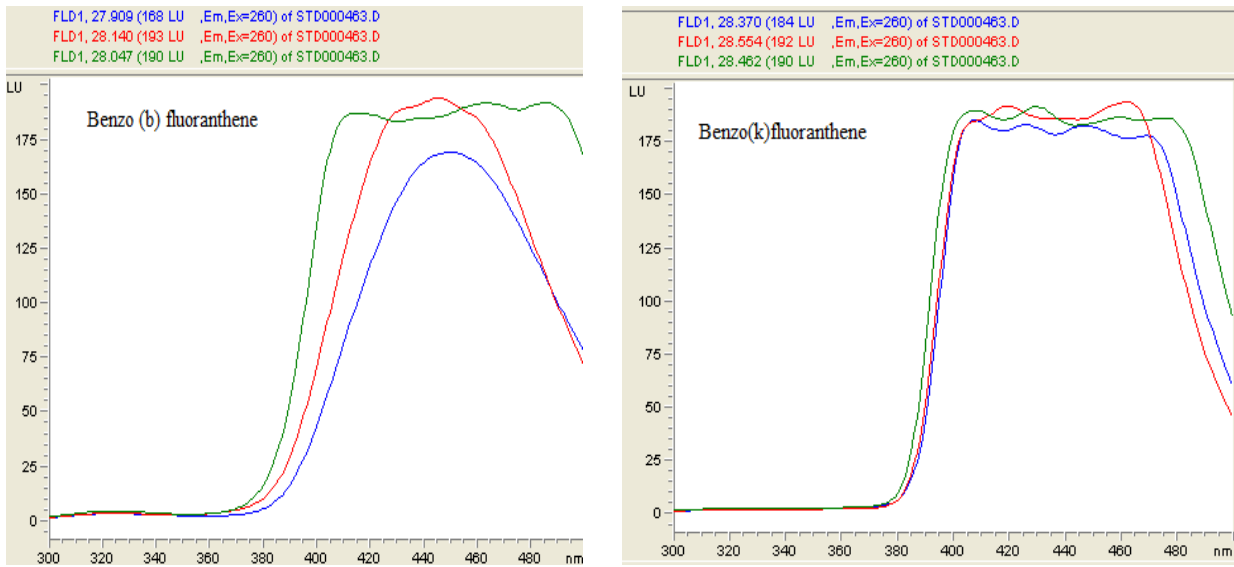 FLD1, 27.909 (168 LU ,Em,Ex=260) of STD000463.D
FLD1, 28.140 (193 LU ,Em,Ex=260) of STD000463.D
FLD1, 28.047 (190 LU ,Em,Ex=260) of STD000463.D
LU
Benzo (b) fluoranthene
175
150
125
100
75
50
25
0
300 320 340 360 380 400 420 440 460 480 nm
FLD1, 28.370 (184 LU ,Em,Ex=260) of STD000463.D
FLD1, 28.554 (192 LU ,Em,Ex=260) of STD000463.D
FLD1, 28.462 (190 LU ,Em,Ex=260) of STD000463.D
LU
Benzo(k)fluoranthene
175
150
125
100
75
50
25
0
300 320 340 360 380 400 420 440 460 480 nm